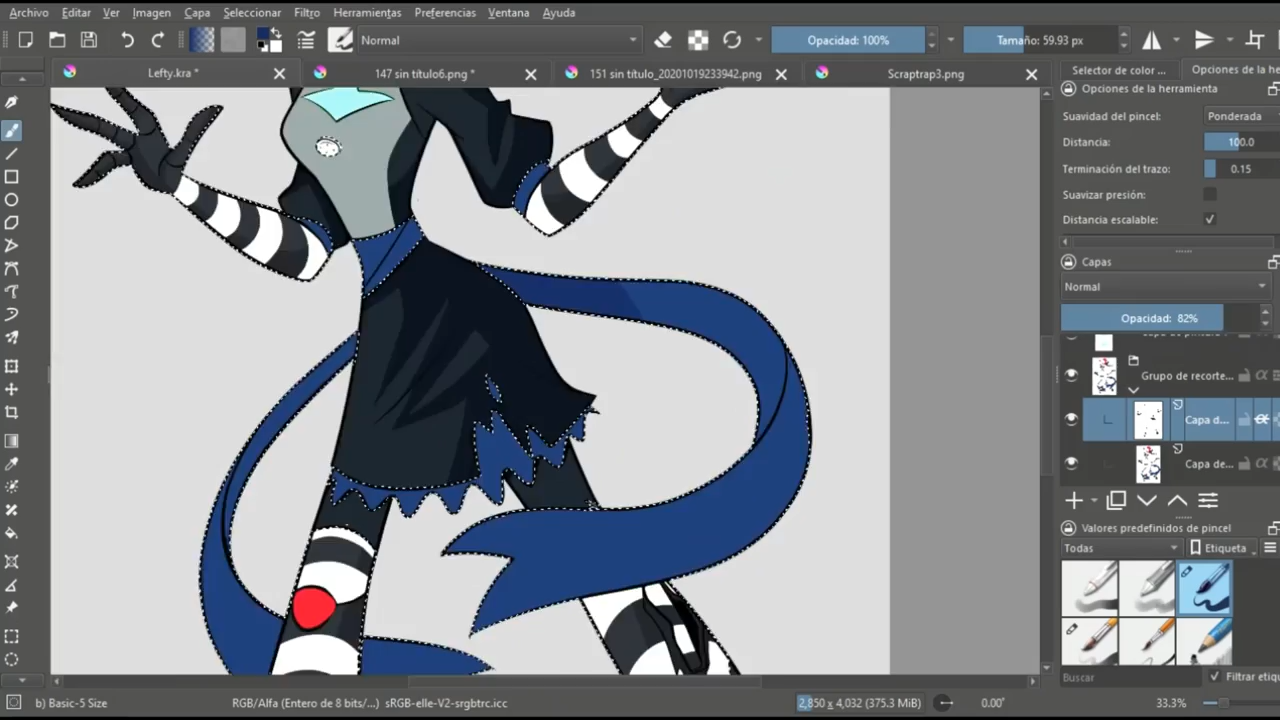 Archivo Editar Ver Imagen Capa Seleccionar Filtro Herramientas Preferencias Ventana Ayuda
Normal
Opacidad: 100%
Tamaño: 59.93 px
Lefty.kra *
147 sin título6.png *
151 sin título_20201019233942.png
Scraptrap3.png
Selector de color ...
Opciones de la he
Opciones de la herramienta
Suavidad del pincel: Ponderada
Distancia: 100.0
Terminación del trazo: 0.15
Suavizar presión:
Distancia escalable:
Capas
Normal
Opacidad: 82%
Grupo de recorte...
Capa d...
Capa de...
Valores predefinidos de pincel
Todas
Etiqueta
Buscar
Filtrar etiqu
b) Basic-5 Size
RGB/Alfa (Entero de 8 bits/...) sRGB-elle-V2-srgbtrc.icc
2,850 x 4,032 (375.3 MiB)
0.00°
33.3%